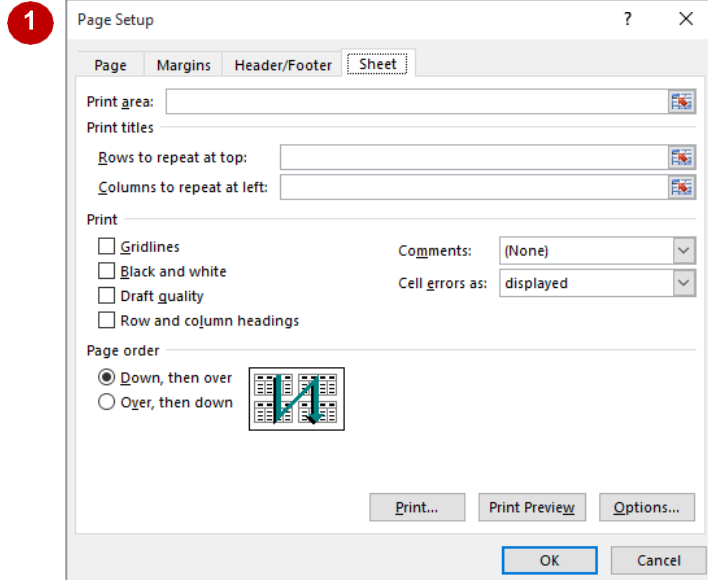 1
Page Setup ? ×
Page Margins Header/Footer Sheet
Print area:
Print titles
Rows to repeat at top:
Columns to repeat at left:
Print
Gridlines Comments: (None)
Black and white Cell errors as: displayed
Draft quality
Row and column headings
Page order
Down, then over
Over, then down
Print... Print Preview Options...
OK Cancel